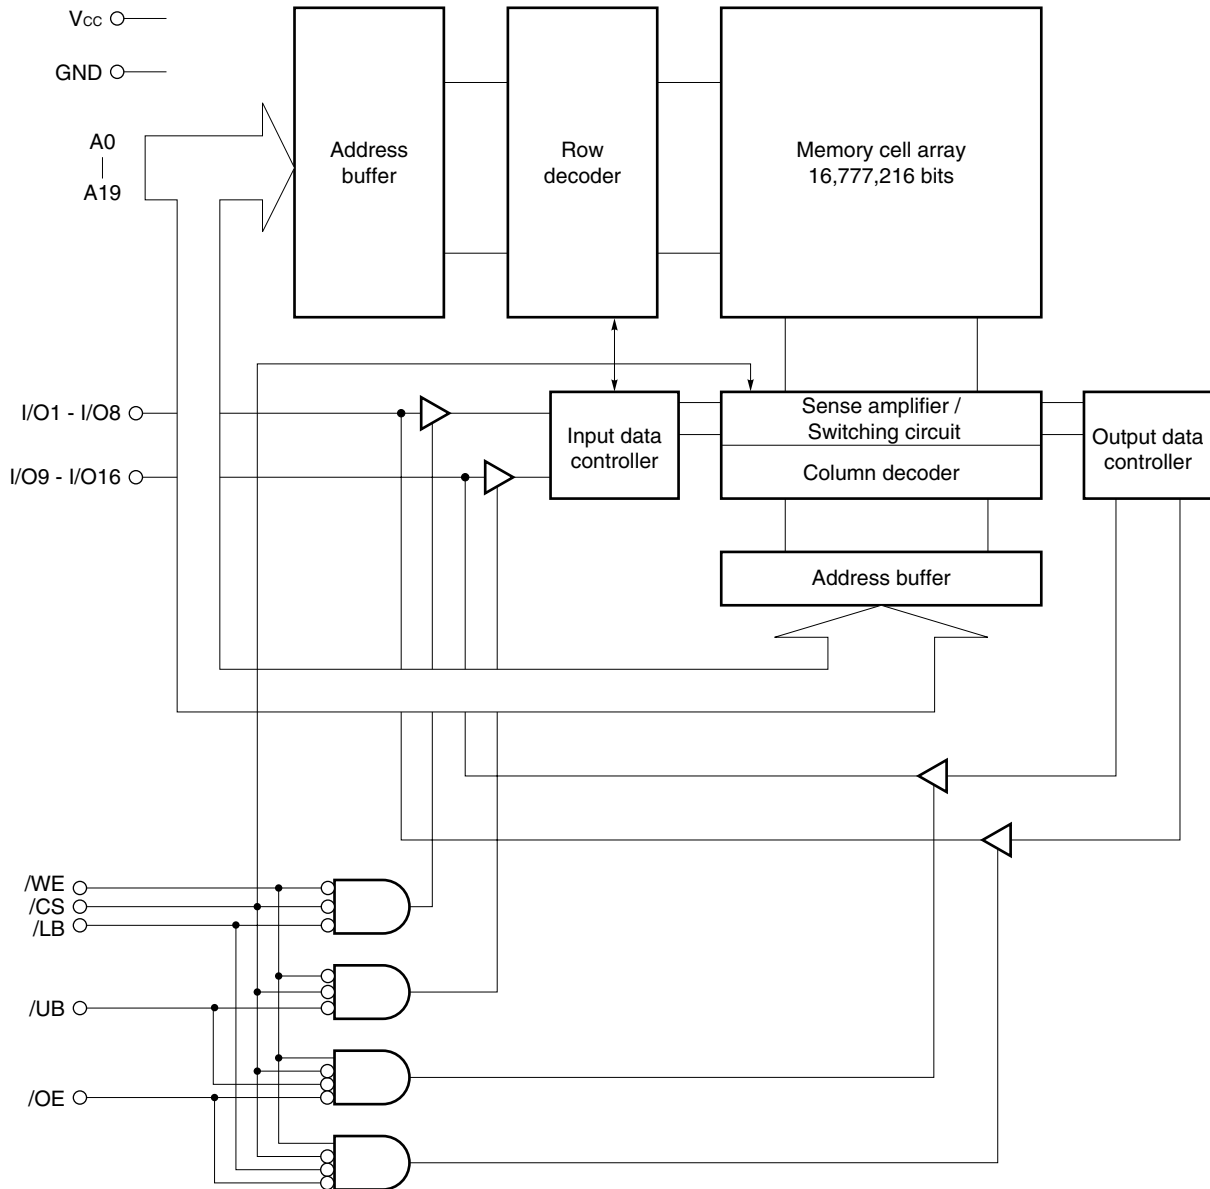 VCC
GND
A0
A19
Address
buffer
Row
decoder
Memory cell array
16,777,216 bits
I/O1 - I/O8
I/O9 - I/O16
Input data
controller
Sense amplifier /
Switching circuit
Column decoder
Output data
controller
Address buffer
/WE
/CS
/LB
/UB
/OE